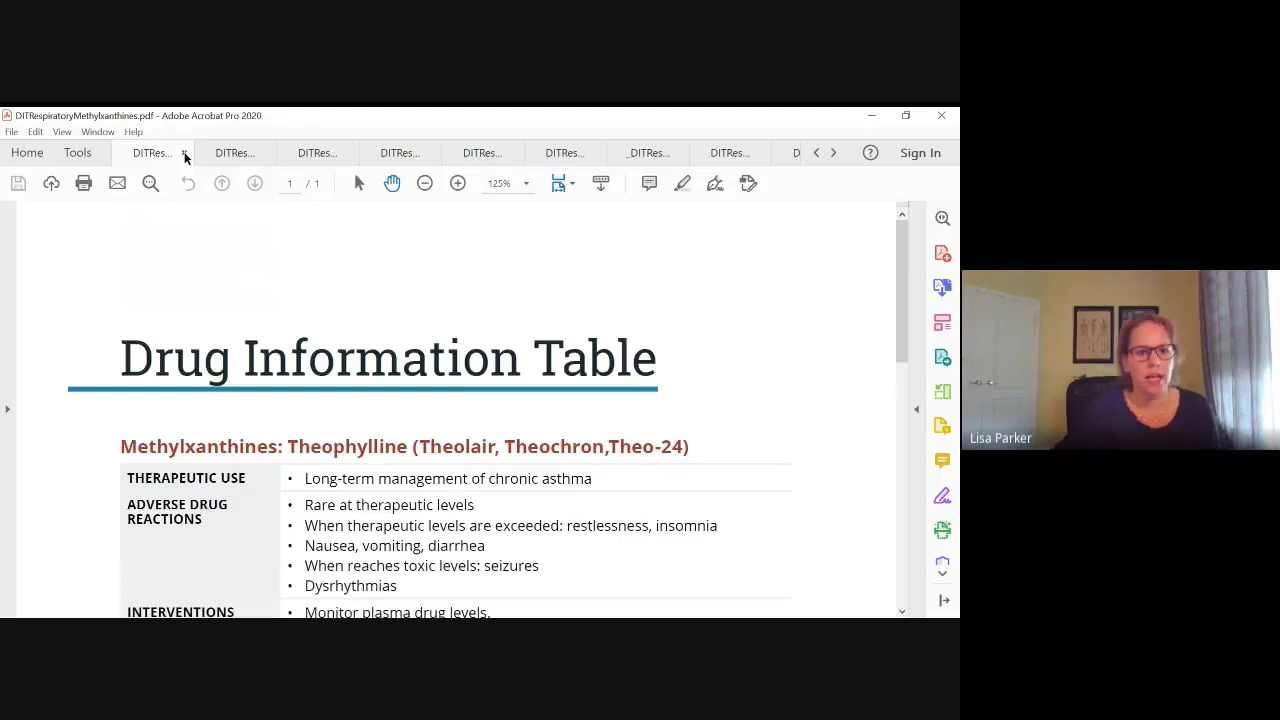 DITRespiratoryMethylxanthines.pdf - Adobe Acrobat Pro 2020
File Edit View Window Help
Home Tools DITRes... DITRes... DITRes... DITRes... DITRes... DITRes... _DITRes... DITRes... D Sign In
1 / 1 125%
Drug Information Table
Methylxanthines: Theophylline (Theolair, Theochron,Theo-24)
THERAPEUTIC USE • Long-term management of chronic asthma
ADVERSE DRUG REACTIONS • Rare at therapeutic levels
• When therapeutic levels are exceeded: restlessness, insomnia
• Nausea, vomiting, diarrhea
• When reaches toxic levels: seizures
• Dysrhythmias
INTERVENTIONS • Monitor plasma drug levels.
Lisa Parker